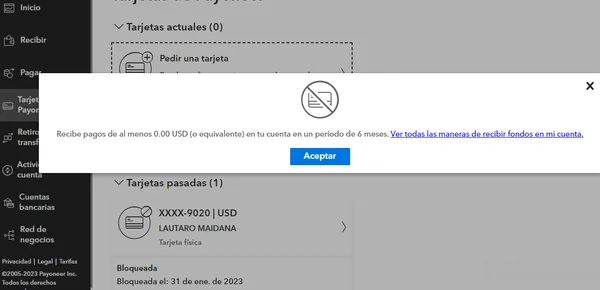 Tarjetas actuales (0)
Inicio
Recibir
Pedir una tarjeta
Pagar
Tarjet
Payon
Recibe pagos de al menos 0.00 USD (o equivalente) en tu cuenta en un período de 6 meses. Ver todas las maneras de recibir fondos en mi cuenta.
Aceptar
Retiro
transf
Activi
cuenta
Tarjetas pasadas (1)
Cuentas
bancarias
XXXX-9020 | USD
LAUTARO MAIDANA
Tarjeta física
Red de
negocios
Privacidad | Legal | Tarifas
©2005-2023 Payoneer Inc.
Todos los derechos
Bloqueada
Bloqueada el: 31 de ene. de 2023